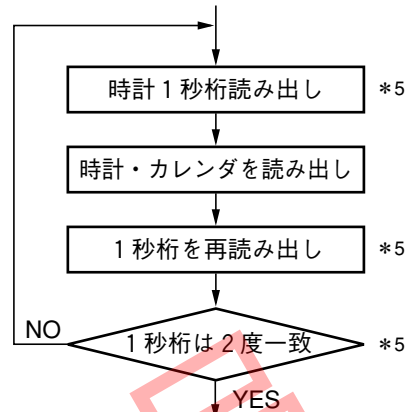 時計1秒桁読み出し *5
時計・カレンダを読み出し
1秒桁を再読み出し *5
1秒桁は2度一致 *5
NO
YES